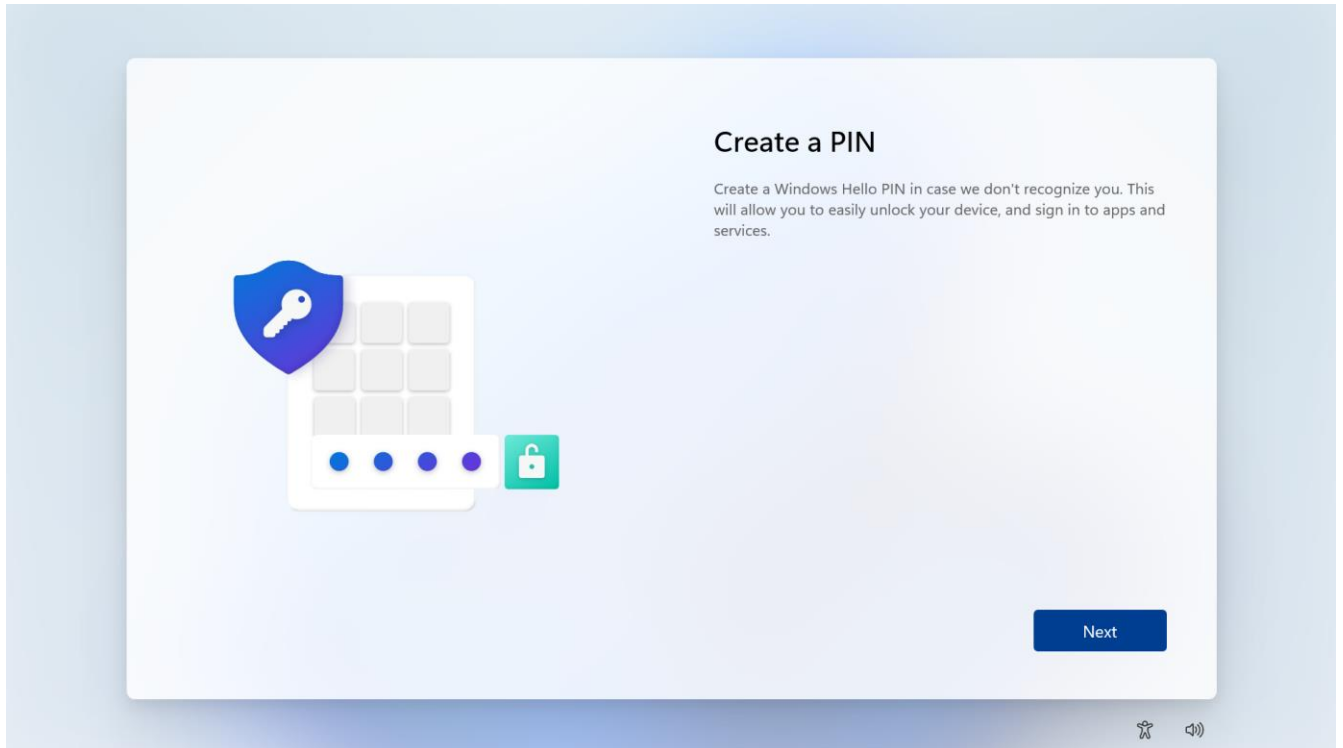 Create a PIN
Create a Windows Hello PIN in case we don't recognize you. This
will allow you to easily unlock your device, and sign in to apps and
services.
Next